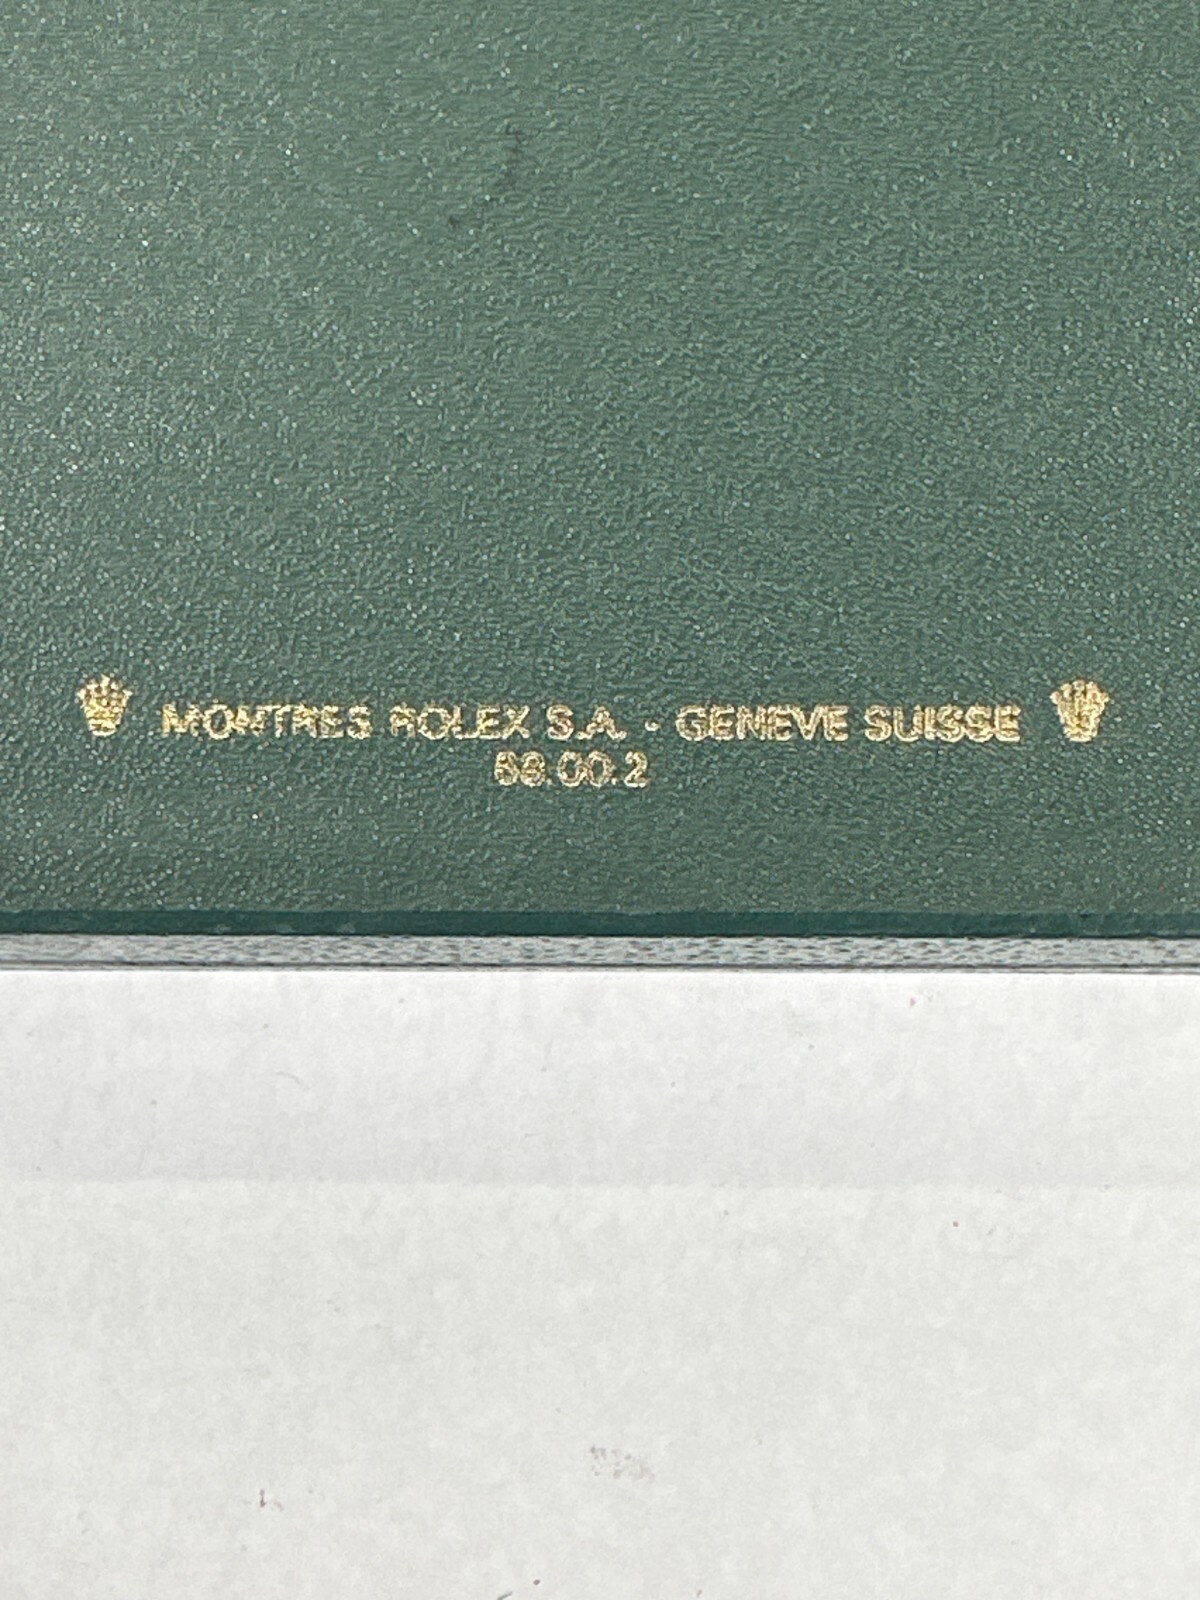 MONTRES ROLEX S.A. - GENEVE SUISSE
68.00.2